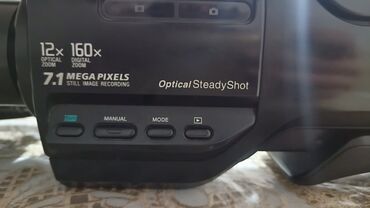 12x 160x
OPTICAL ZOOM DIGITAL ZOOM
7.1 MEGA PIXELS
STILL IMAGE RECORDING
Optical SteadyShot
MANUAL MODE